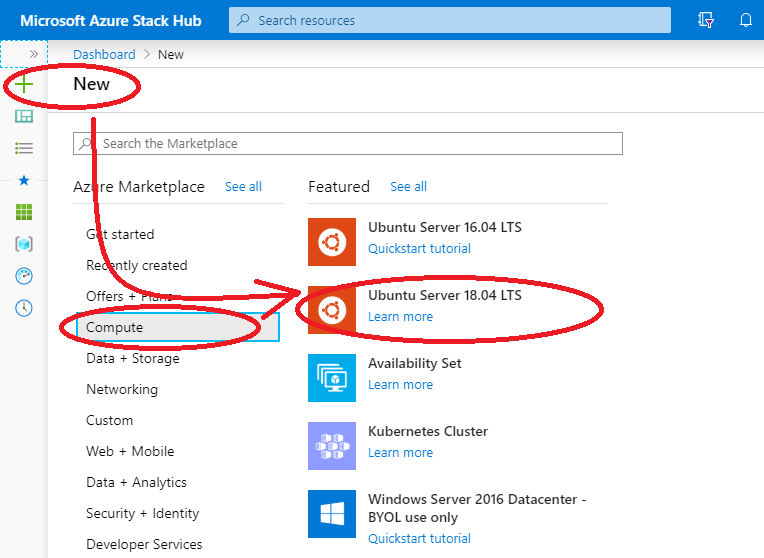 Microsoft Azure Stack Hub
Search resources
Dashboard > New
New
Search the Marketplace
Azure Marketplace See all
Get started
Recently created
Offers + Plans
Compute
Data + Storage
Networking
Custom
Web + Mobile
Data + Analytics
Security + Identity
Developer Services
Featured See all
Ubuntu Server 16.04 LTS
Quickstart tutorial
Ubuntu Server 18.04 LTS
Learn more
Availability Set
Learn more
Kubernetes Cluster
Learn more
Windows Server 2016 Datacenter -
BYOL use only
Quickstart tutorial